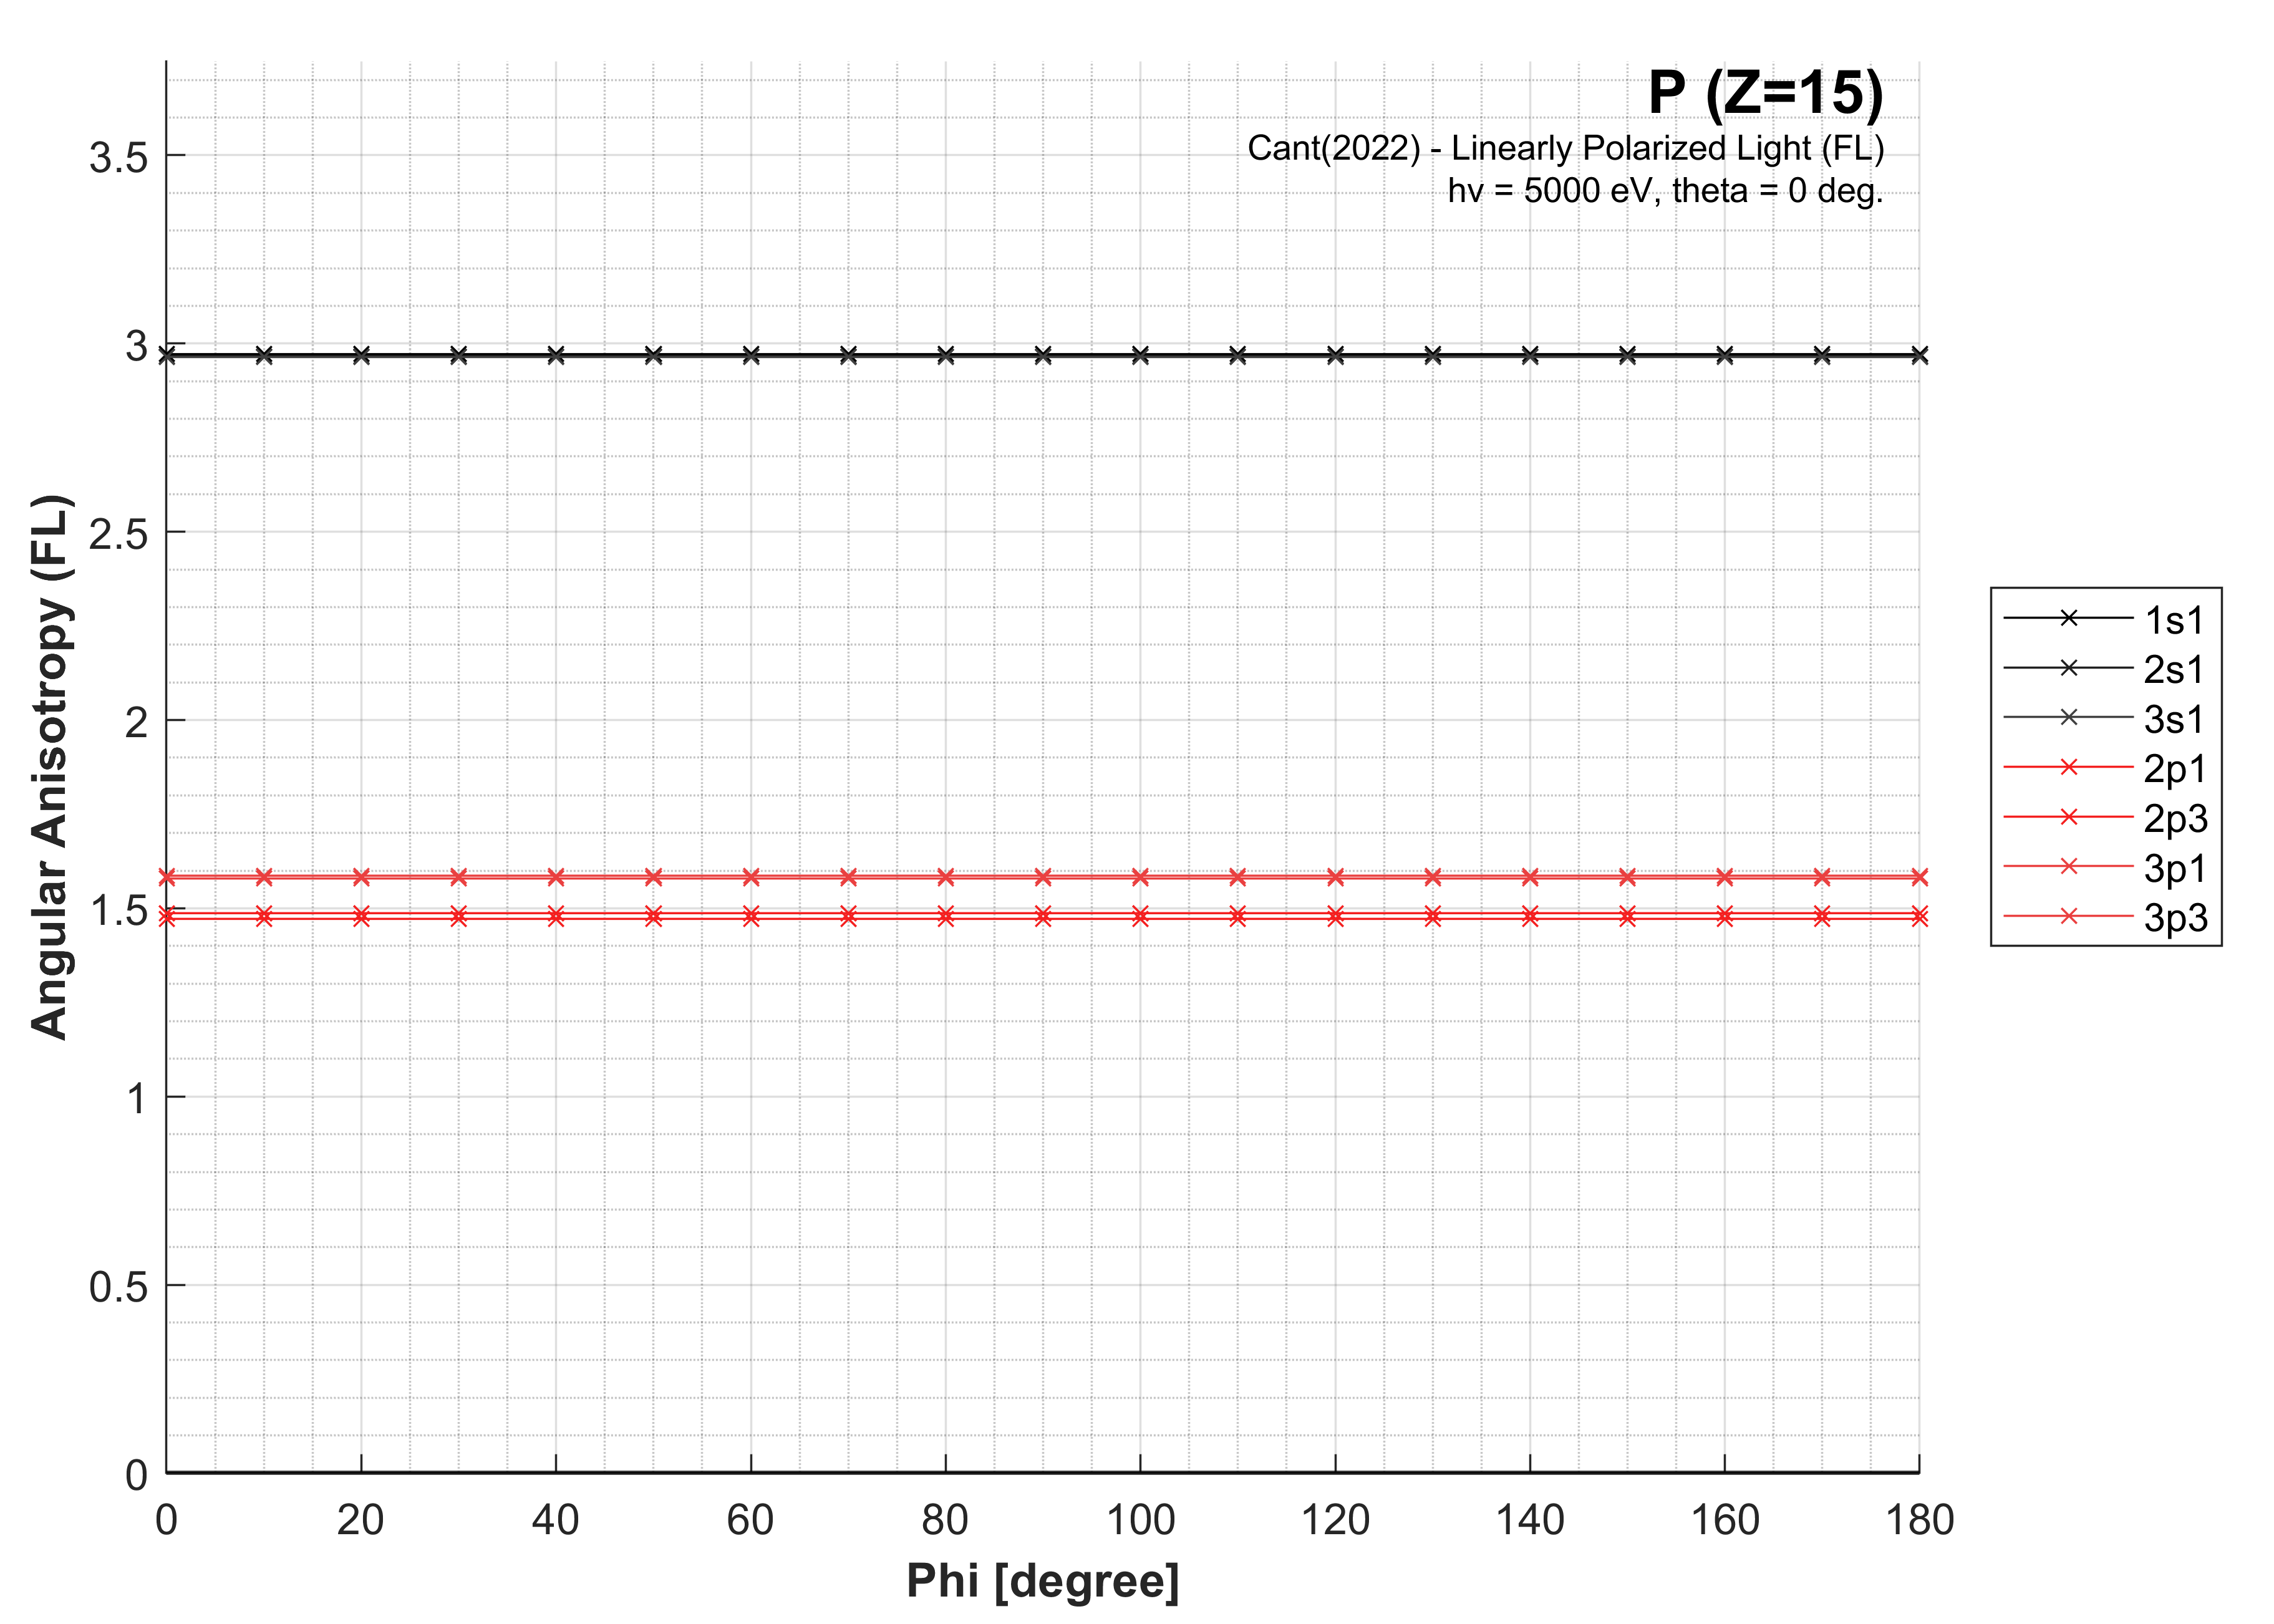 P (Z=15)
Cant(2022) - Linearly Polarized Light (FL)
hv = 5000 eV, theta = 0 deg.
Angular Anisotropy (FL)
3.5
3
2.5
2
1.5
1
0.5
0
0 20 40 60 80 100 120 140 160 180
Phi [degree]
1s1
2s1
3s1
2p1
2p3
3p1
3p3